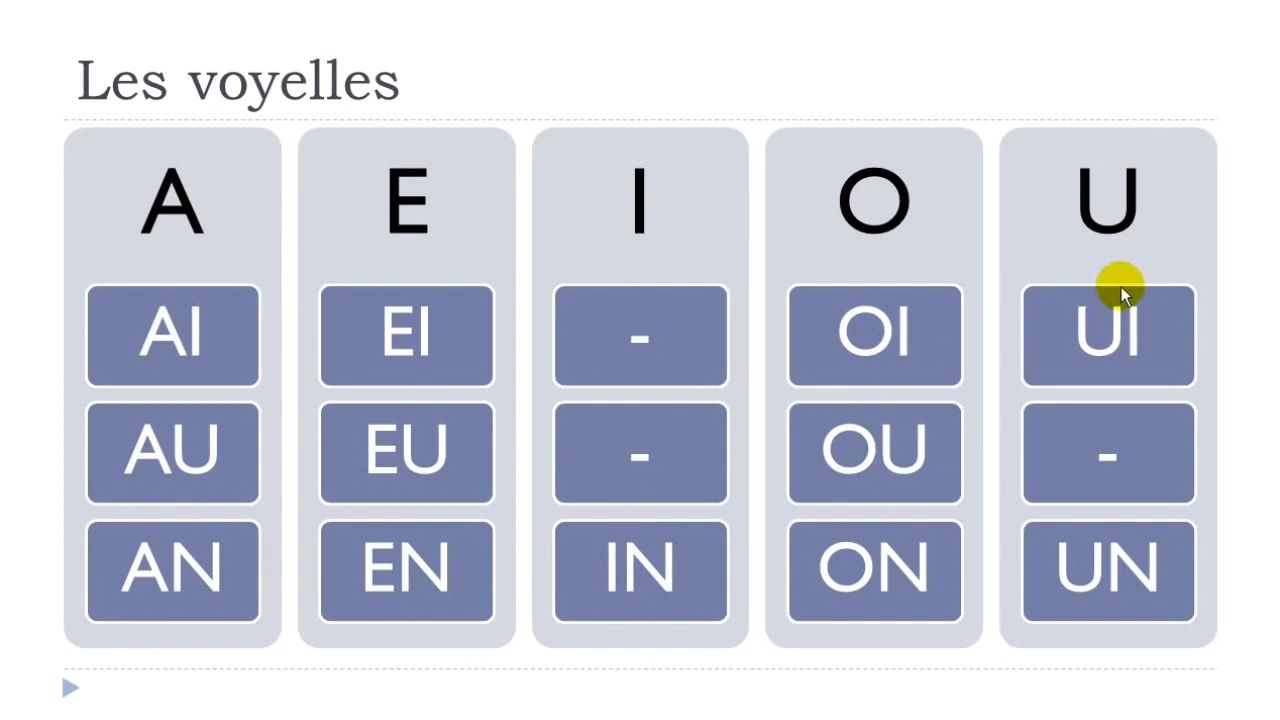 Les voyelles
A E I O U
AI EI - OI UI
AU EU - OU -
AN EN IN ON UN